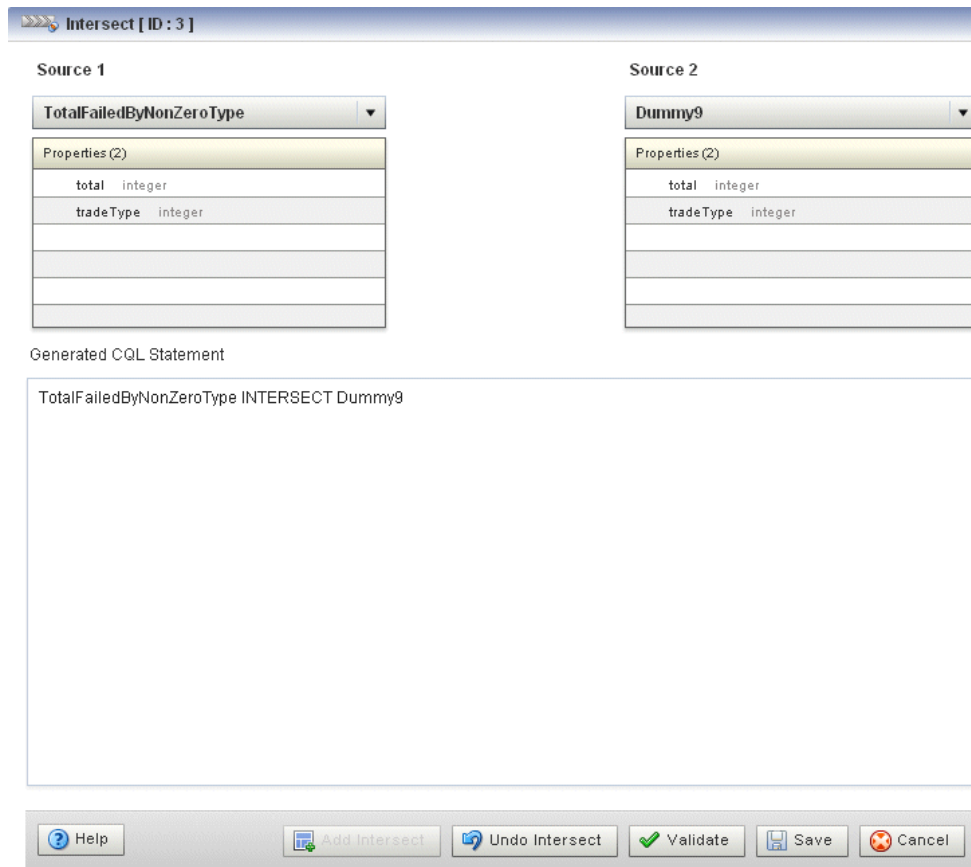 Intersect [ ID : 3 ]
Source 1
Source 2
TotalFailedByNonZeroType
Dummy9
Properties (2)
Properties (2)
total integer
total integer
tradeType integer
tradeType integer
Generated CQL Statement
TotalFailedByNonZeroType INTERSECT Dummy9
Help
Add Intersect
Undo Intersect
Validate
Save
Cancel